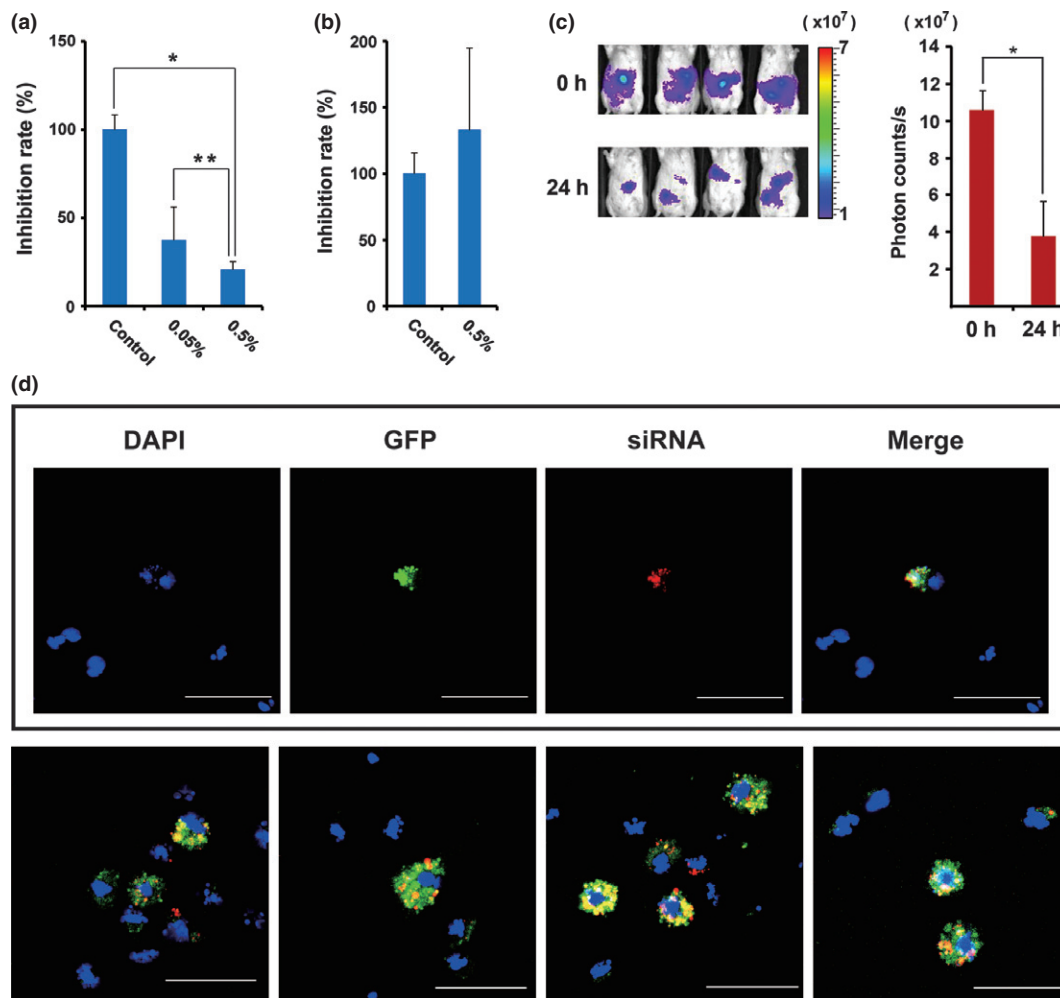 (a)
150
100
50
0
Inhibition rate (%)
*
**
Control
0.05%
0.5%
(b)
200
150
100
50
0
Inhibition rate (%)
Control
0.5%
(c)
( x10⁷)
7
1
0 h
24 h
( x10⁷)
14
12
10
8
6
4
2
Photon counts/s
*
0 h
24 h
(d)
DAPI
GFP
siRNA
Merge